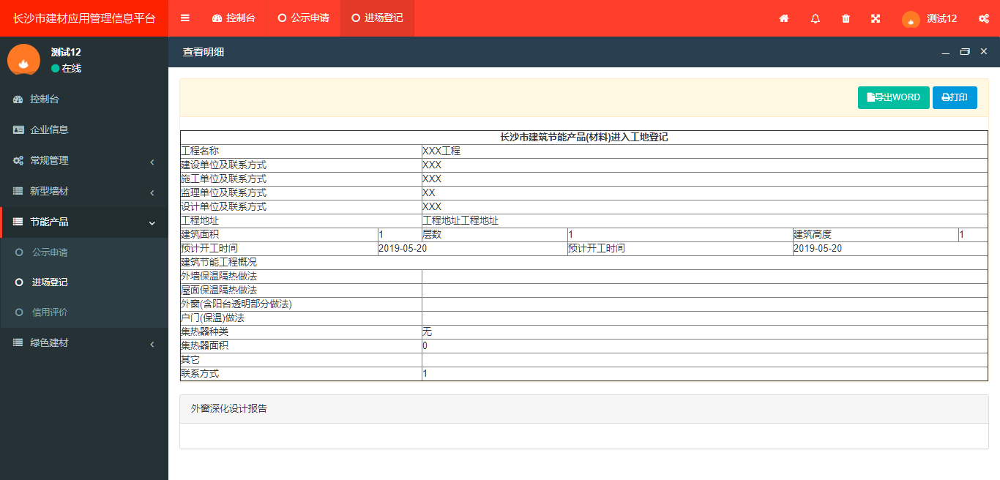 长沙市建材应用管理信息平台 控制台 公示申请 进场登记 测试12
测试12
在线
控制台
企业信息
常规管理
新型墙材
节能产品
公示申请
进场登记
信用评价
绿色建材
查看明细
导出WORD 打印
长沙市建筑节能产品(材料)进入工地登记
工程名称 XXX工程
建设单位及联系方式 XXX
施工单位及联系方式 XXX
监理单位及联系方式 XX
设计单位及联系方式 XXX
工程地址 工程地址工程地址
建筑面积 1 层数 1 建筑高度 1
预计开工时间 2019-05-20 预计开工时间 2019-05-20
建筑节能工程概况
外墙保温隔热做法
屋面保温隔热做法
外窗(含阳台透明部分做法)
户门(保温)做法
集热器种类 无
集热器面积 0
其它
联系方式 1
外窗深化设计报告